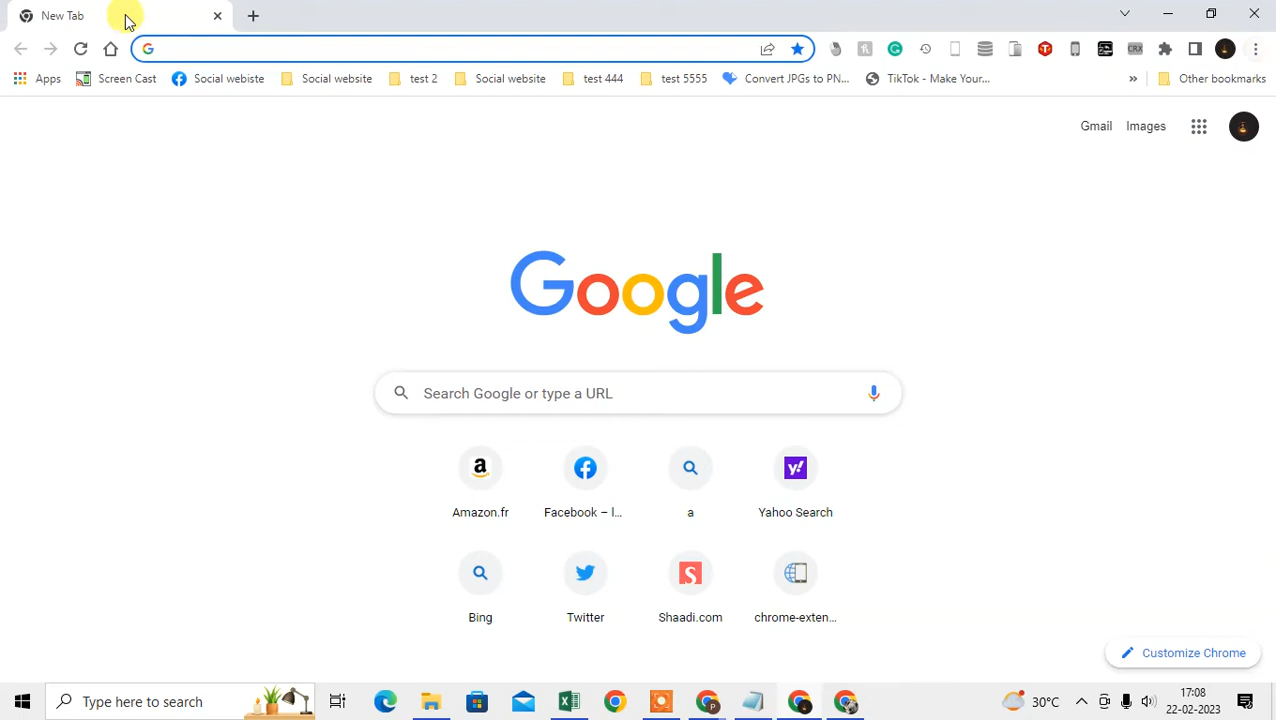 New Tab
Apps Screen Cast Social webiste Social website test 2 Social website test 444 test 5555 Convert JPGs to PN... TikTok - Make Your... » Other bookmarks
Gmail Images
Google
Search Google or type a URL
Amazon.fr Facebook – l... a Yahoo Search
Bing Twitter Shaadi.com chrome-exten...
Customize Chrome
Type here to search
30°C
7:08
22-02-2023